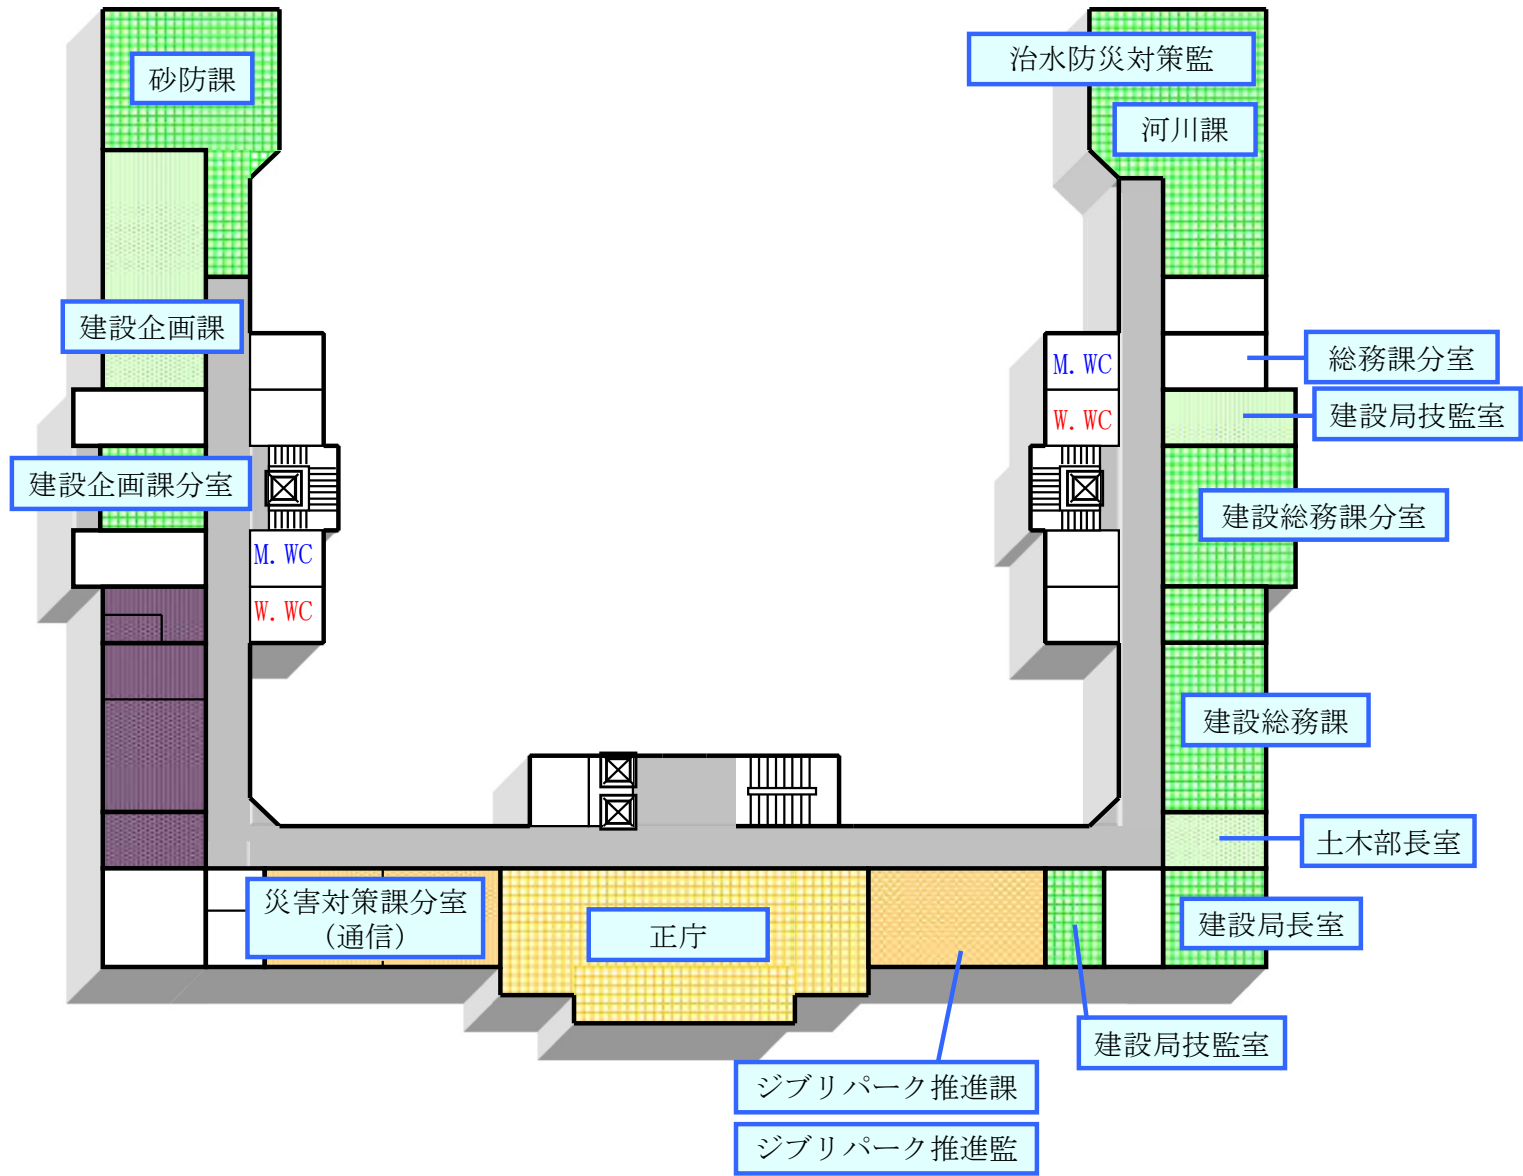 治水防災対策監
砂防課
河川課
建設企画課
M. WC
総務課分室
W. WC
建設局技監室
建設企画課分室
建設総務課分室
M. WC
W. WC
建設総務課
土木部長室
災害対策課分室
(通信)
正庁
建設局長室
建設局技監室
ジブリパーク推進課
ジブリパーク推進監